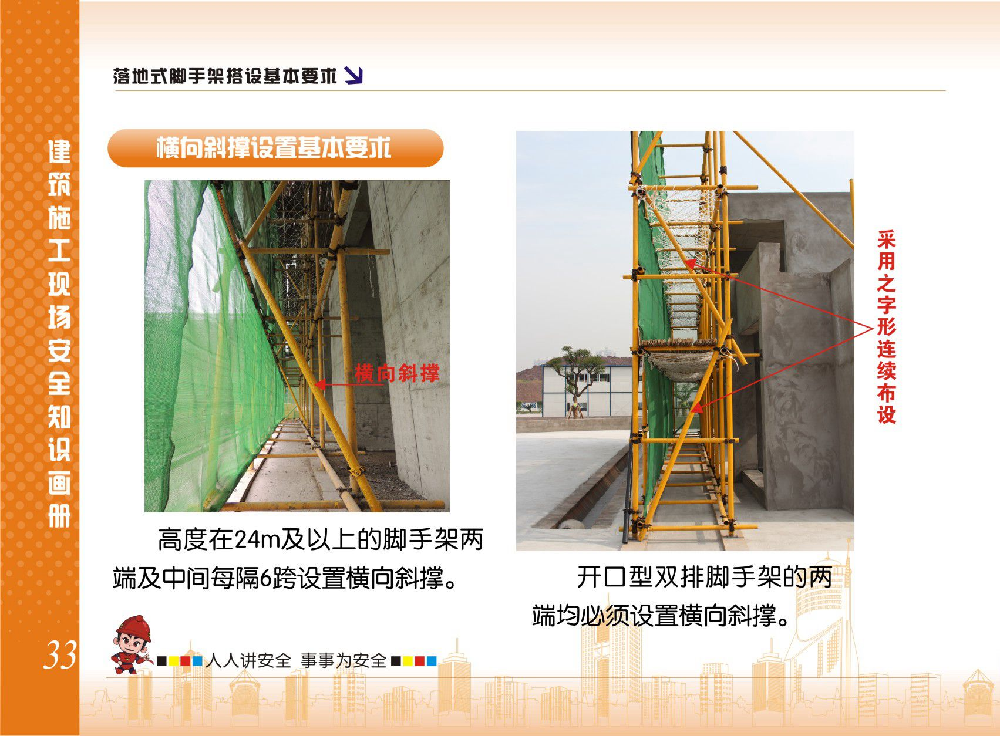 落地式脚手架搭设基本要求
建筑施工现场安全知识画册
横向斜撑设置基本要求
横向斜撑
高度在24m及以上的脚手架两
端及中间每隔6跨设置横向斜撑。
采用之字形连续布设
开口型双排脚手架的两
端均必须设置横向斜撑。
33
人人讲安全 事事为安全